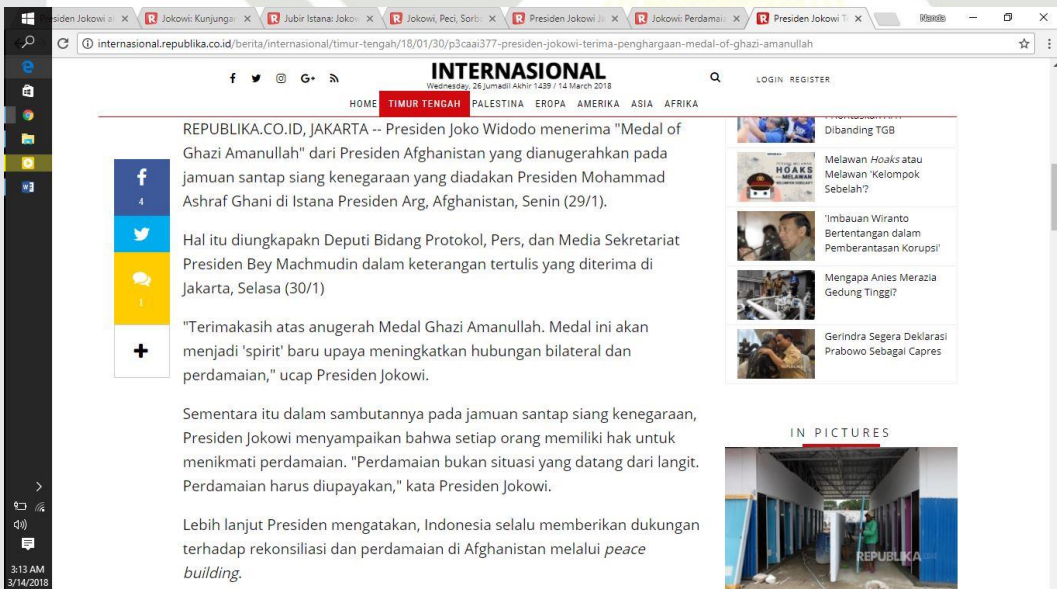 Presiden Jokowi al
Jokowi: Kunjungan
Jubir Istana: Jokow
Jokowi, Peci, Sorb
Presiden Jokowi
Jokowi: Perdamai
Presiden Jokowi T
Nanda
internasional.republika.co.id/berita/internasional/timur-tengah/18/01/30/p3caai377-presiden-jokowi-terima-penghargaan-medal-of-ghazi-amanullah
INTERNASIONAL
Wednesday, 26 Jumadil Akhir 1439 / 14 March 2018
LOGIN REGISTER
HOME TIMUR TENGAH PALESTINA EROPA AMERIKA ASIA AFRIKA
REPUBLIKA.CO.ID, JAKARTA -- Presiden Joko Widodo menerima "Medal of
Ghazi Amanullah" dari Presiden Afghanistan yang dianugerahkan pada
jamuan santap siang kenegaraan yang diadakan Presiden Mohammad
Ashraf Ghani di Istana Presiden Arg, Afghanistan, Senin (29/1).
Hal itu diungkapakn Deputi Bidang Protokol, Pers, dan Media Sekretariat
Presiden Bey Machmudin dalam keterangan tertulis yang diterima di
Jakarta, Selasa (30/1)
"Terimakasih atas anugerah Medal Ghazi Amanullah. Medal ini akan
menjadi 'spirit' baru upaya meningkatkan hubungan bilateral dan
perdamaian," ucap Presiden Jokowi.
Sementara itu dalam sambutannya pada jamuan santap siang kenegaraan,
Presiden Jokowi menyampaikan bahwa setiap orang memiliki hak untuk
menikmati perdamaian. "Perdamaian bukan situasi yang datang dari langit.
Perdamaian harus diupayakan," kata Presiden Jokowi.
Lebih lanjut Presiden mengatakan, Indonesia selalu memberikan dukungan
terhadap rekonsiliasi dan perdamaian di Afghanistan melalui peace
building.
4
1
Dibanding TGB
Melawan Hoaks atau
Melawan 'Kelompok
Sebelah'?
HOAKS
MELAWAN
'Imbauan Wiranto
Bertentangan dalam
Pemberantasan Korupsi'
Mengapa Anies Merazia
Gedung Tinggi?
Gerindra Segera Deklarasi
Prabowo Sebagai Capres
IN PICTURES
REPUBLIKA
3:13 AM
3/14/2018